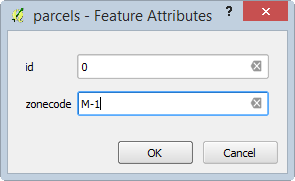 parcels - Feature Attributes ?
id 0
zonecode M-1
OK Cancel